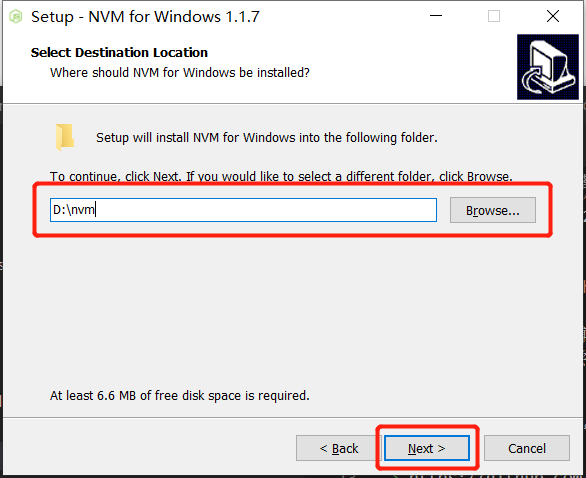 Setup - NVM for Windows 1.1.7
Select Destination Location
Where should NVM for Windows be installed?
Setup will install NVM for Windows into the following folder.
To continue, click Next. If you would like to select a different folder, click Browse.
D:\nvm
Browse...
At least 6.6 MB of free disk space is required.
< Back
Next >
Cancel